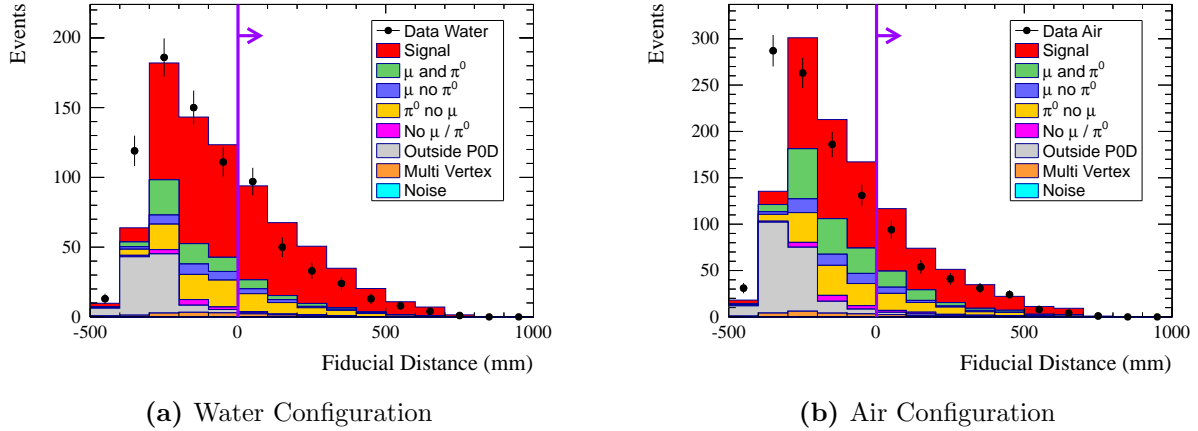 Events
200
150
100
50
0
-500
0
500
1000
Fiducial Distance (mm)
Data Water
Signal
μ and π⁰
μ no π⁰
π⁰ no μ
No μ / π⁰
Outside P0D
Multi Vertex
Noise
(a) Water Configuration
Events
300
250
200
150
100
50
0
-500
0
500
1000
Fiducial Distance (mm)
Data Air
Signal
μ and π⁰
μ no π⁰
π⁰ no μ
No μ / π⁰
Outside P0D
Multi Vertex
Noise
(b) Air Configuration